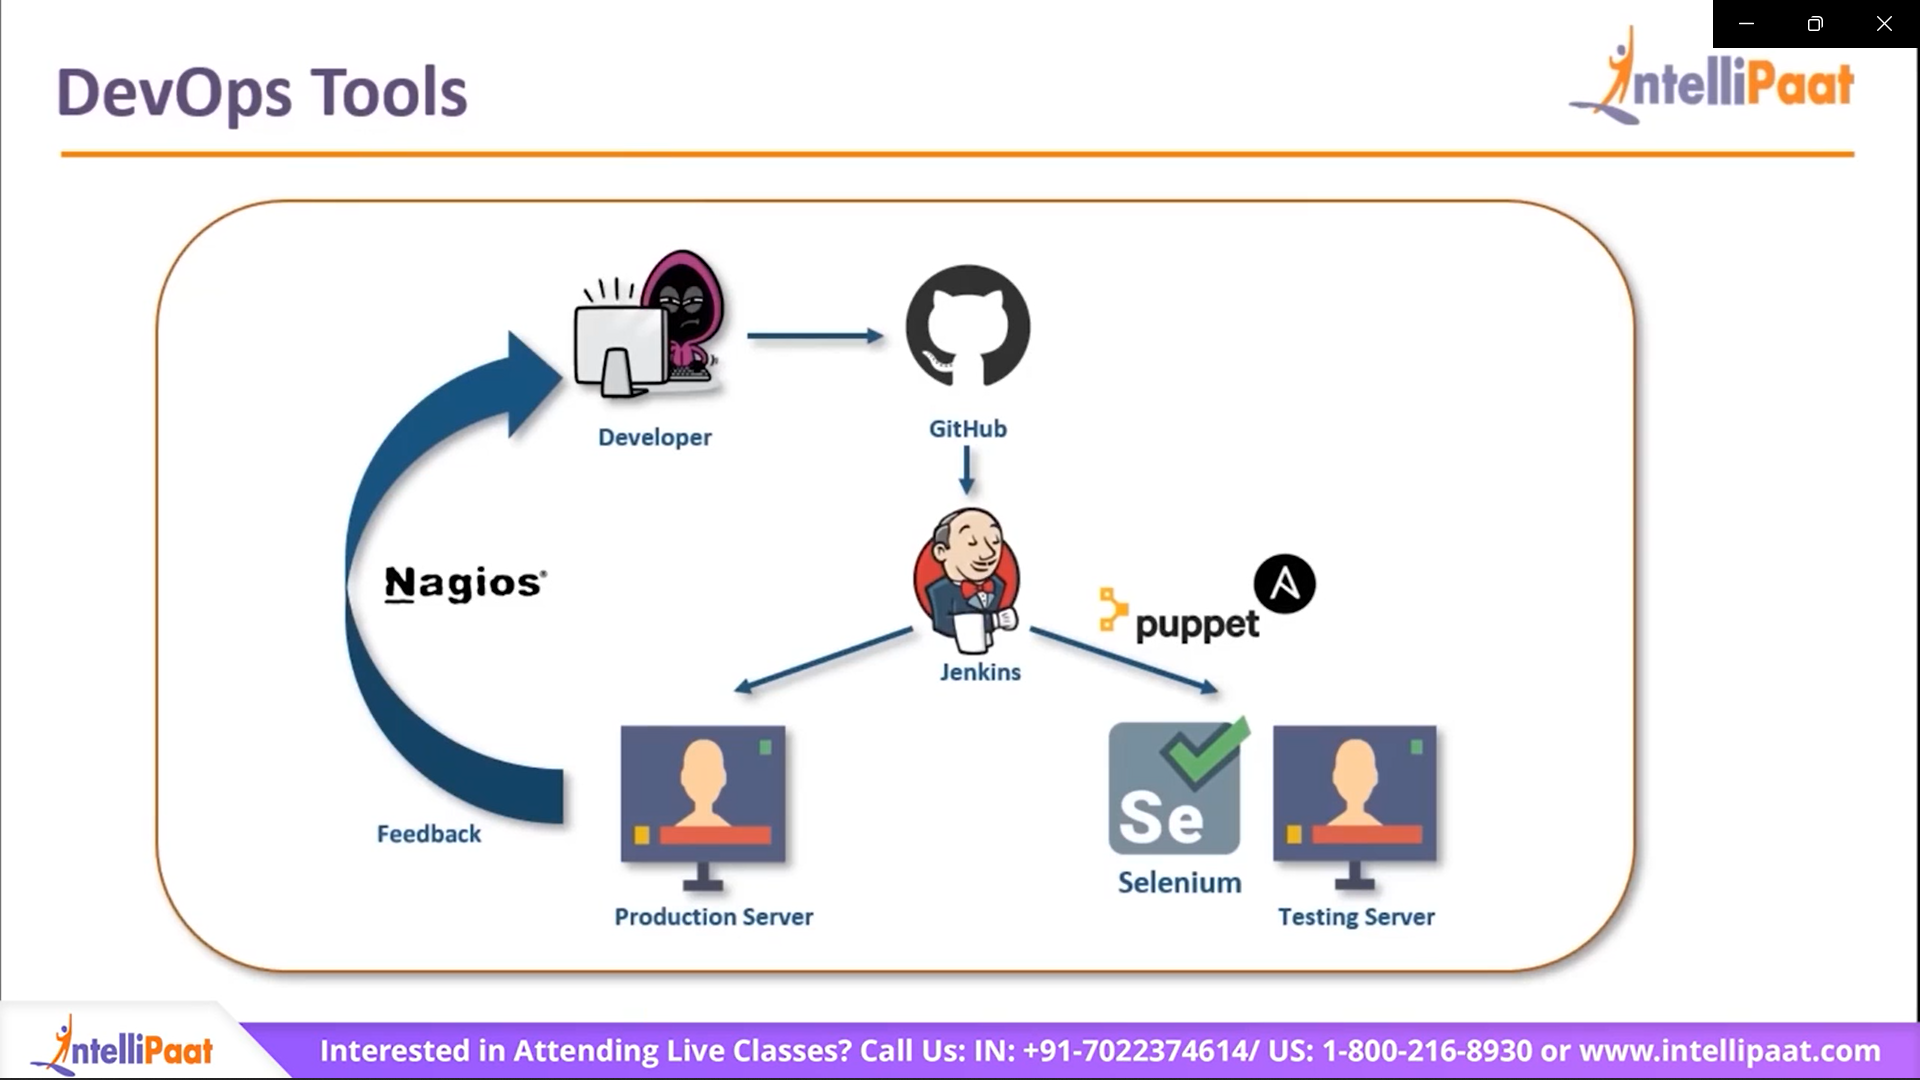 DevOps Tools
IntelliPaat
Developer
GitHub
Nagios®
Jenkins
puppet
Feedback
Se
Selenium
Production Server
Testing Server
IntelliPaat
Interested in Attending Live Classes? Call Us: IN: +91-7022374614/ US: 1-800-216-8930 or www.intellipaat.com